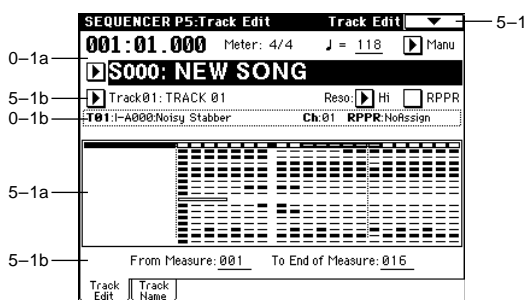 SEQUENCER P5:Track Edit Track Edit 5–1
001:01.000 Meter: 4/4 ♩ = 118 Manu
0–1a
S000: NEW SONG
5–1b Track01: TRACK 01 Reso: Hi RPPR
0–1b T01:I-A000:Noisy Stabber Ch:01 RPPR:NoAssign
5–1a
5–1b From Measure: 001 To End of Measure: 016
Track Edit Track Name